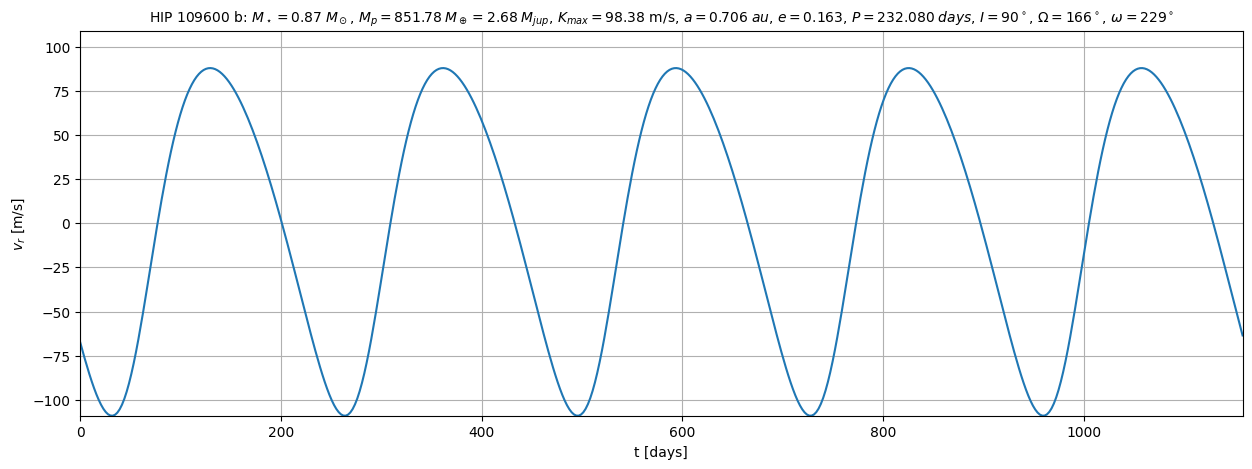 HIP 109600 b: M⋆ = 0.87 M⊙, Mp = 851.78 M⊕ = 2.68 Mjup, Kmax = 98.38 m/s, a = 0.706 au, e = 0.163, P = 232.080 days, I = 90°, Ω = 166°, ω = 229°
100
75
50
25
0
−25
−50
−75
−100
vr [m/s]
0 200 400 600 800 1000
t [days]